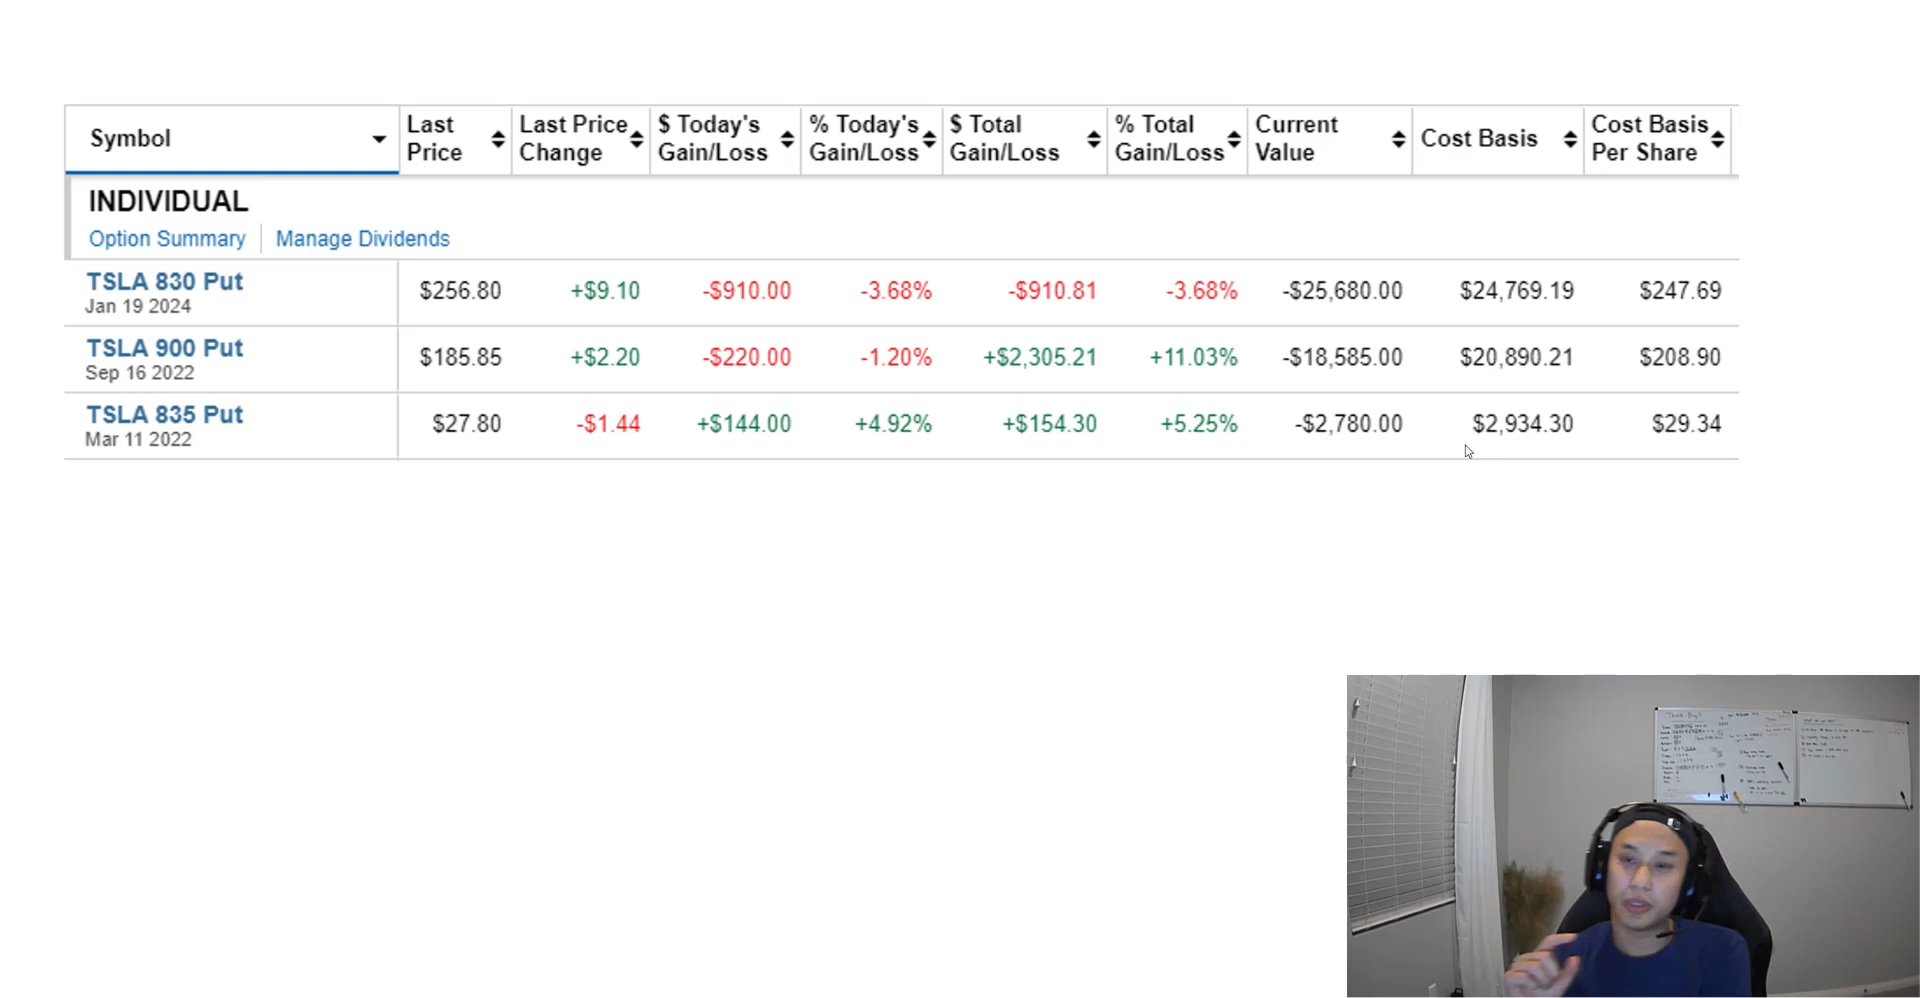 Symbol
Last Price
Last Price Change
$ Today's Gain/Loss
% Today's Gain/Loss
$ Total Gain/Loss
% Total Gain/Loss
Current Value
Cost Basis
Cost Basis Per Share
INDIVIDUAL
Option Summary Manage Dividends
TSLA 830 Put $256.80 +$9.10 -$910.00 -3.68% -$910.81 -3.68% -$25,680.00 $24,769.19 $247.69
Jan 19 2024
TSLA 900 Put $185.85 +$2.20 -$220.00 -1.20% +$2,305.21 +11.03% -$18,585.00 $20,890.21 $208.90
Sep 16 2022
TSLA 835 Put $27.80 -$1.44 +$144.00 +4.92% +$154.30 +5.25% -$2,780.00 $2,934.30 $29.34
Mar 11 2022